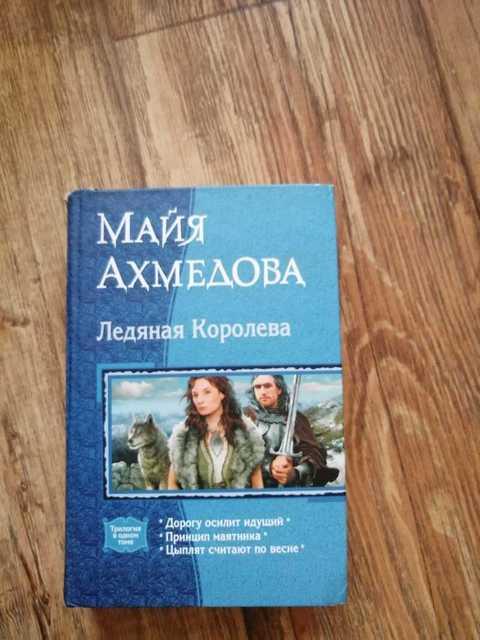 Майя
Ахмедова
Ледяная Королева
Трилогия
в одном
томе
* Дорогу осилит идущий *
* Принцип маятника *
* Цыплят считают по весне *